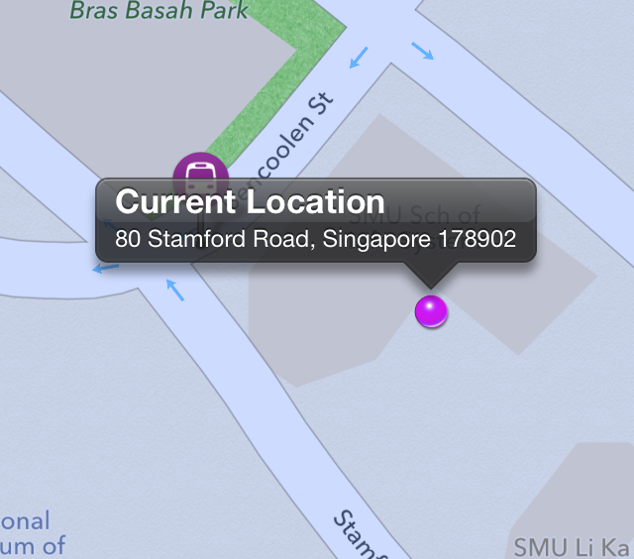 Bras Basah Park
encoolen St
SMU Sch of
Current Location
80 Stamford Road, Singapore 178902
Stamf
onal
um of
SMU Li Ka